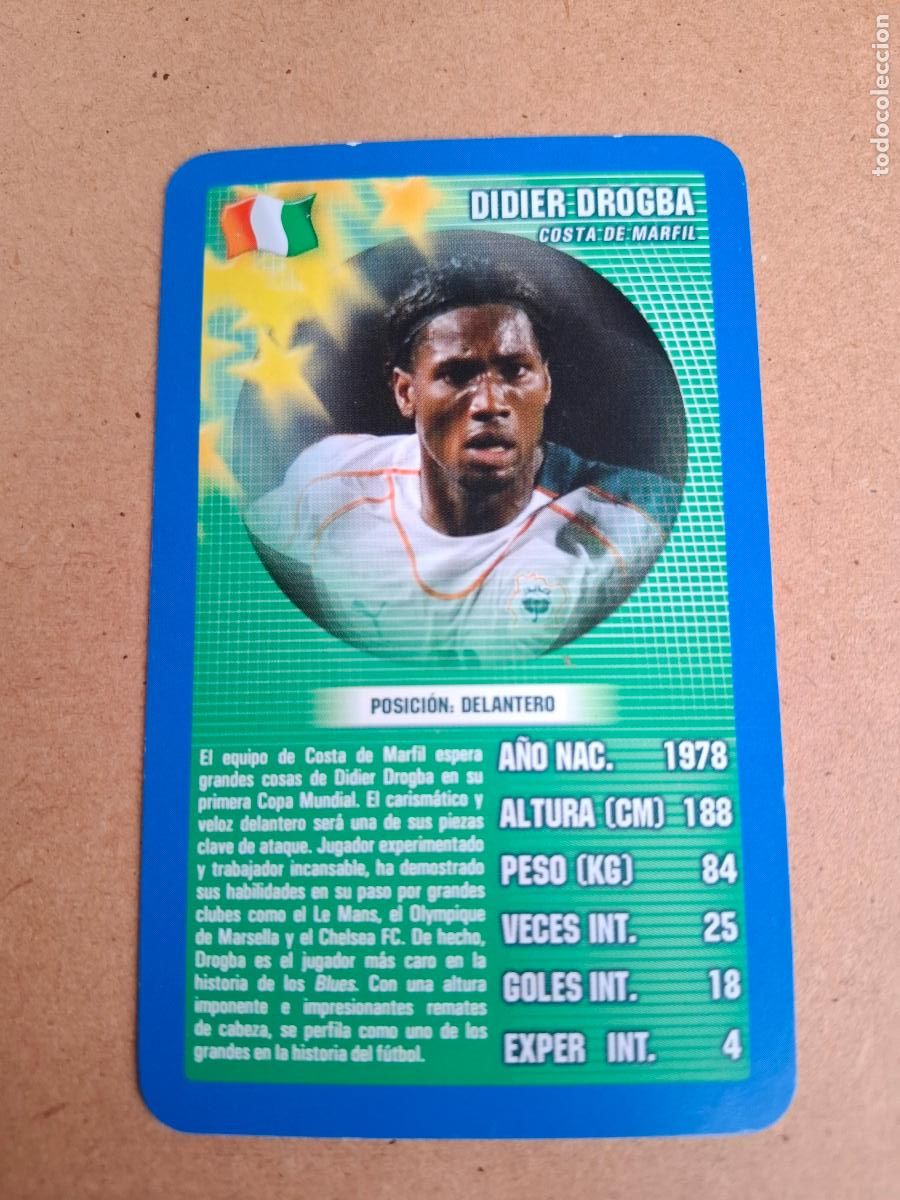 todocoleccion
DIDIER DROGBA
COSTA DE MARFIL
POSICIÓN: DELANTERO
El equipo de Costa de Marfil espera
grandes cosas de Didier Drogba en su
primera Copa Mundial. El carismático y
veloz delantero será una de sus piezas
clave de ataque. Jugador experimentado
y trabajador incansable, ha demostrado
sus habilidades en su paso por grandes
clubes como el Le Mans, el Olympique
de Marsella y el Chelsea FC. De hecho,
Drogba es el jugador más caro en la
historia de los Blues. Con una altura
imponente e impresionantes remates
de cabeza, se perfila como uno de los
grandes en la historia del fútbol.
AÑO NAC. 1978
ALTURA (CM) 188
PESO (KG) 84
VECES INT. 25
GOLES INT. 18
EXPER INT. 4